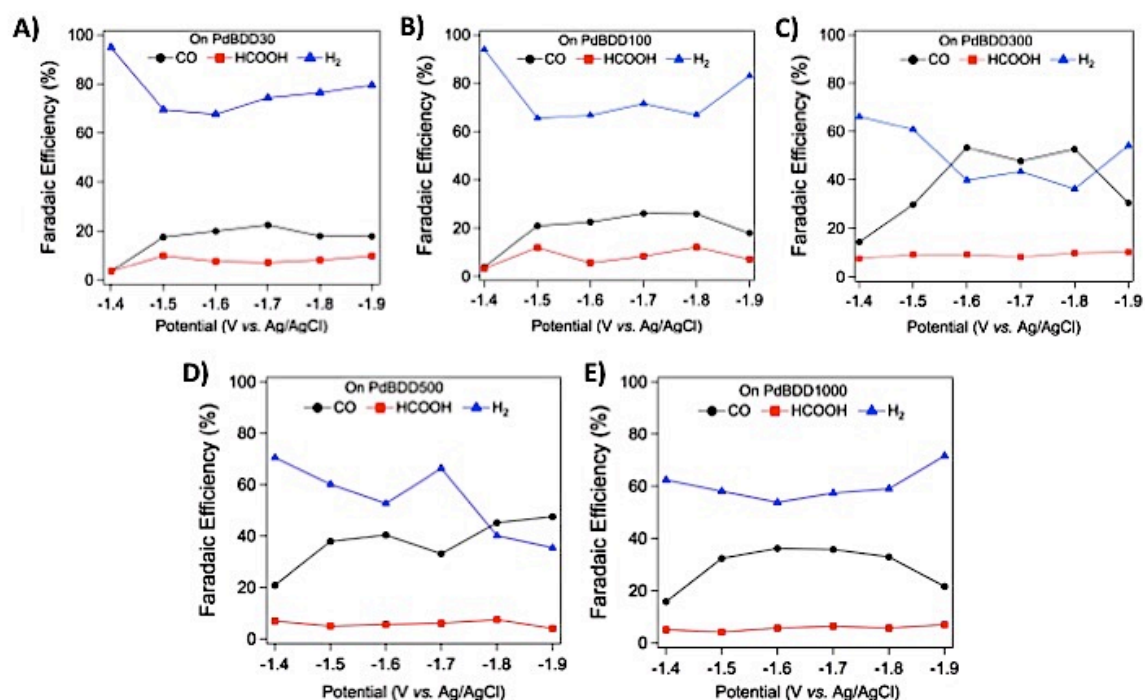 A)
On PdBDD30
CO HCOOH H2
100
80
60
40
20
0
Faradaic Efficiency (%)
-1.4 -1.5 -1.6 -1.7 -1.8 -1.9
Potential (V vs. Ag/AgCl)
B)
On PdBDD100
CO HCOOH H2
100
80
60
40
20
0
Faradaic Efficiency (%)
-1.4 -1.5 -1.6 -1.7 -1.8 -1.9
Potential (V vs. Ag/AgCl)
C)
On PdBDD300
CO HCOOH H2
100
80
60
40
20
0
Faradaic Efficiency (%)
-1.4 -1.5 -1.6 -1.7 -1.8 -1.9
Potential (V vs. Ag/AgCl)
D)
On PdBDD500
CO HCOOH H2
100
80
60
40
20
0
Faradaic Efficiency (%)
-1.4 -1.5 -1.6 -1.7 -1.8 -1.9
Potential (V vs. Ag/AgCl)
E)
On PdBDD1000
CO HCOOH H2
100
80
60
40
20
0
Faradaic Efficiency (%)
-1.4 -1.5 -1.6 -1.7 -1.8 -1.9
Potential (V vs. Ag/AgCl)